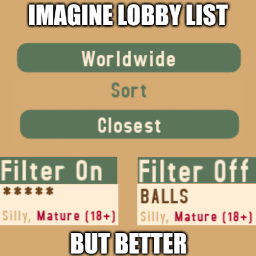 IMAGINE LOBBY LIST
Worldwide
Sort
Closest
Filter On
*****
Silly, Mature (18+)
Filter Off
BALLS
Silly, Mature (18+)
BUT BETTER